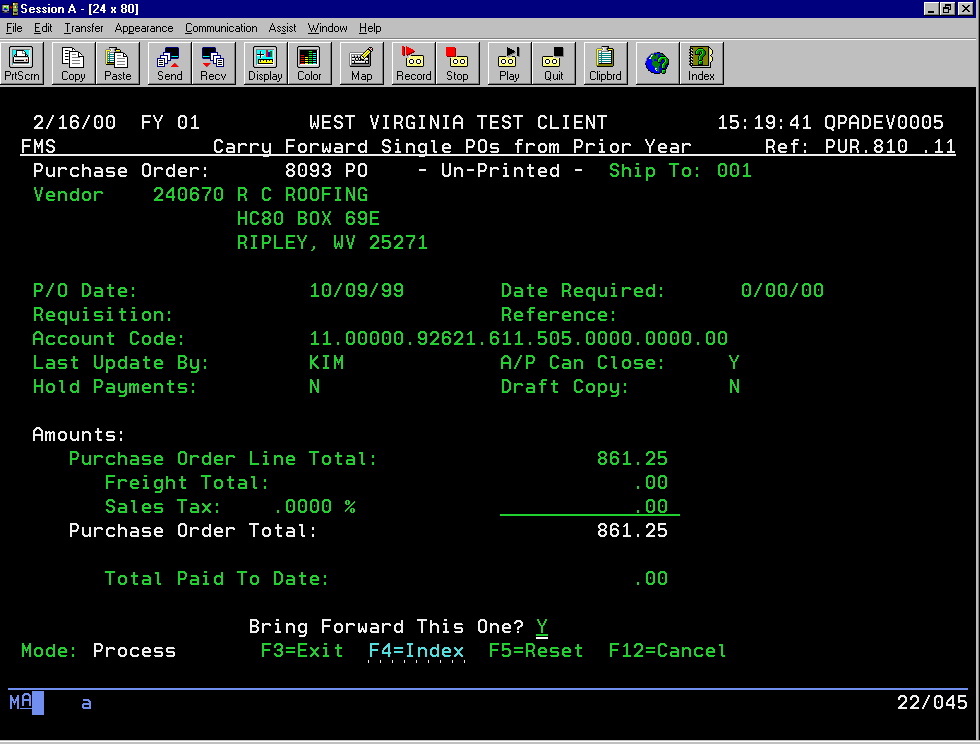 Session A - [24 x 80]
File Edit Transfer Appearance Communication Assist Window Help
PrtScrn Copy Paste Send Recv Display Color Map Record Stop Play Quit Clipbrd Index
2/16/00 FY 01 WEST VIRGINIA TEST CLIENT 15:19:41 QPADEV0005
FMS Carry Forward Single POs from Prior Year Ref: PUR.810 .11
Purchase Order: 8093 PO - Un-Printed - Ship To: 001
Vendor 240670 R C ROOFING
HC80 BOX 69E
RIPLEY, WV 25271
P/O Date: 10/09/99 Date Required: 0/00/00
Requisition: Reference:
Account Code: 11.00000.92621.611.505.0000.0000.00
Last Update By: KIM A/P Can Close: Y
Hold Payments: N Draft Copy: N
Amounts:
Purchase Order Line Total: 861.25
Freight Total: .00
Sales Tax: .0000 % .00
Purchase Order Total: 861.25
Total Paid To Date: .00
Bring Forward This One? Y
Mode: Process F3=Exit F4=Index F5=Reset F12=Cancel
MA a 22/045